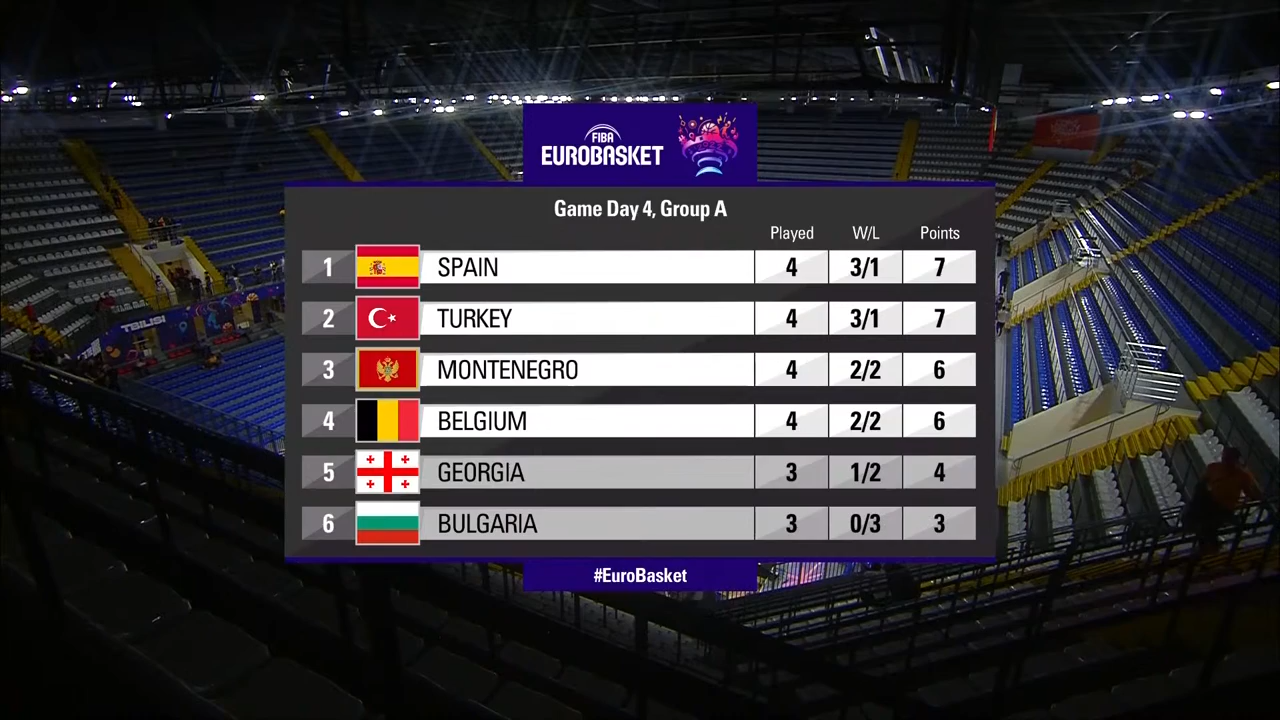 FIBA
EUROBASKET
Game Day 4, Group A
Played W/L Points
1 SPAIN 4 3/1 7
2 TURKEY 4 3/1 7
3 MONTENEGRO 4 2/2 6
4 BELGIUM 4 2/2 6
5 GEORGIA 3 1/2 4
6 BULGARIA 3 0/3 3
TBILISI
#EuroBasket